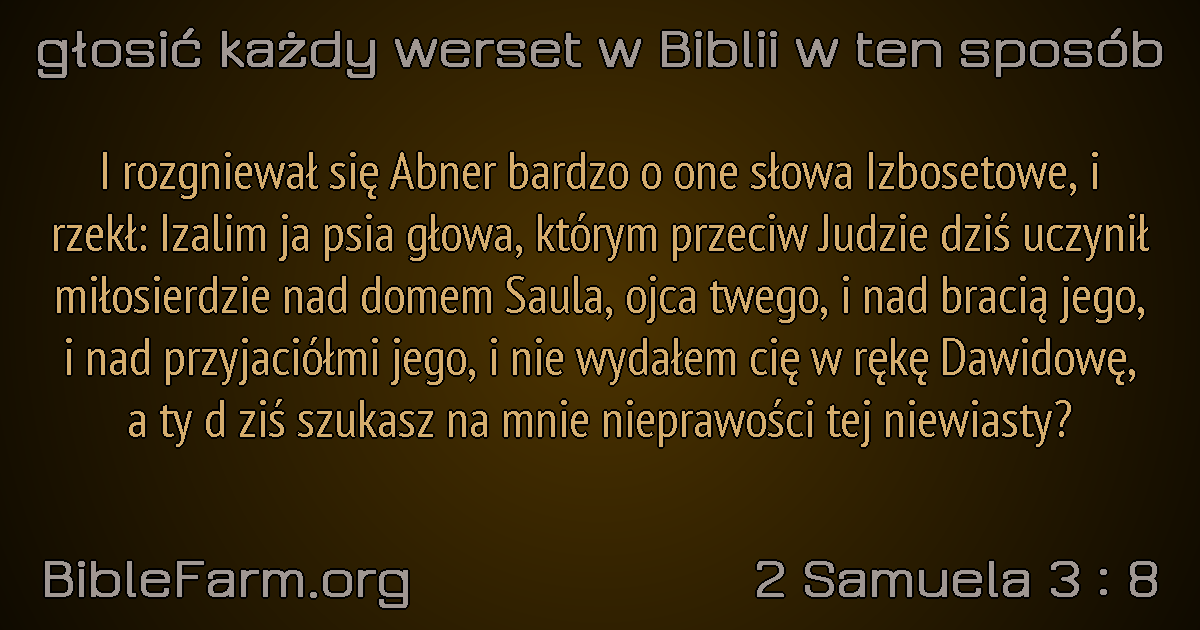 głosić każdy werset w Biblii w ten sposób
I rozgniewał się Abner bardzo o one słowa Izbosetowe, i
rzekł: Izalim ja psia głowa, którym przeciw Judzie dziś uczynił
miłosierdzie nad domem Saula, ojca twego, i nad bracią jego,
i nad przyjaciółmi jego, i nie wydałem cię w rękę Dawidowę,
a ty d ziś szukasz na mnie nieprawości tej niewiasty?
BibleFarm.org
2 Samuela 3 : 8